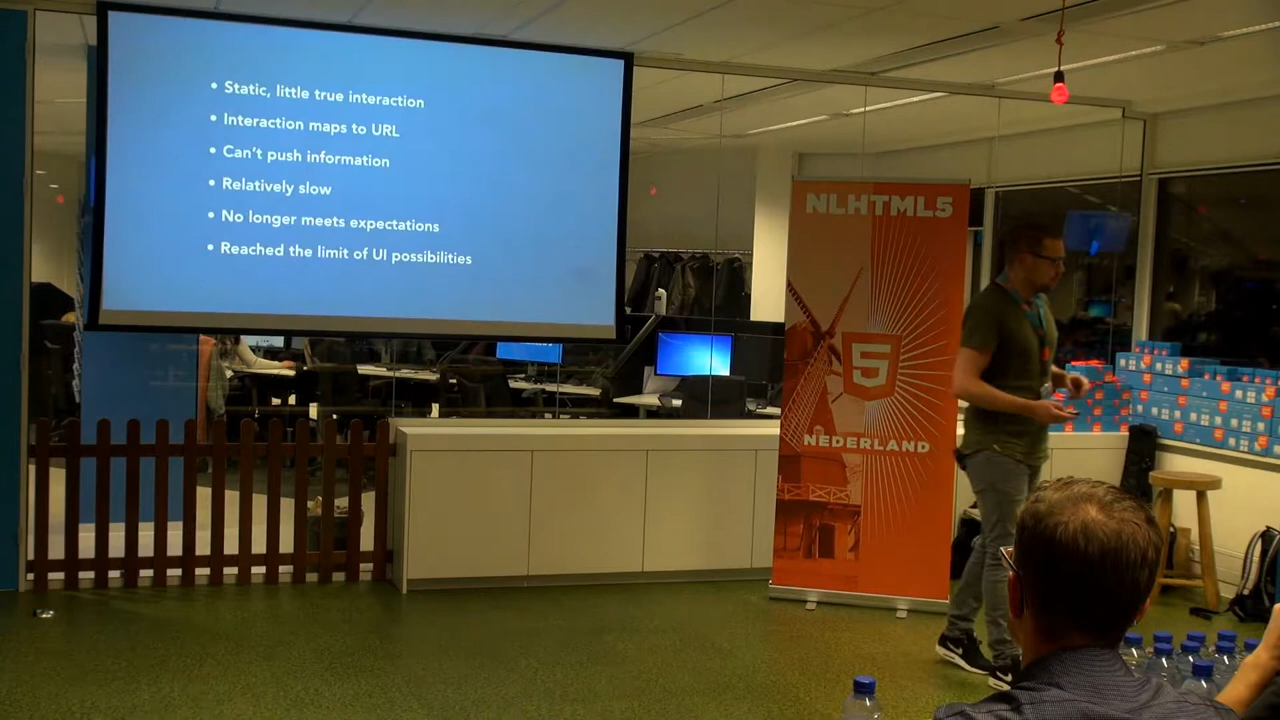 • Static, little true interaction
• Interaction maps to URL
• Can't push information
• Relatively slow
• No longer meets expectations
• Reached the limit of UI possibilities
NLHTML5
5
NEDERLAND